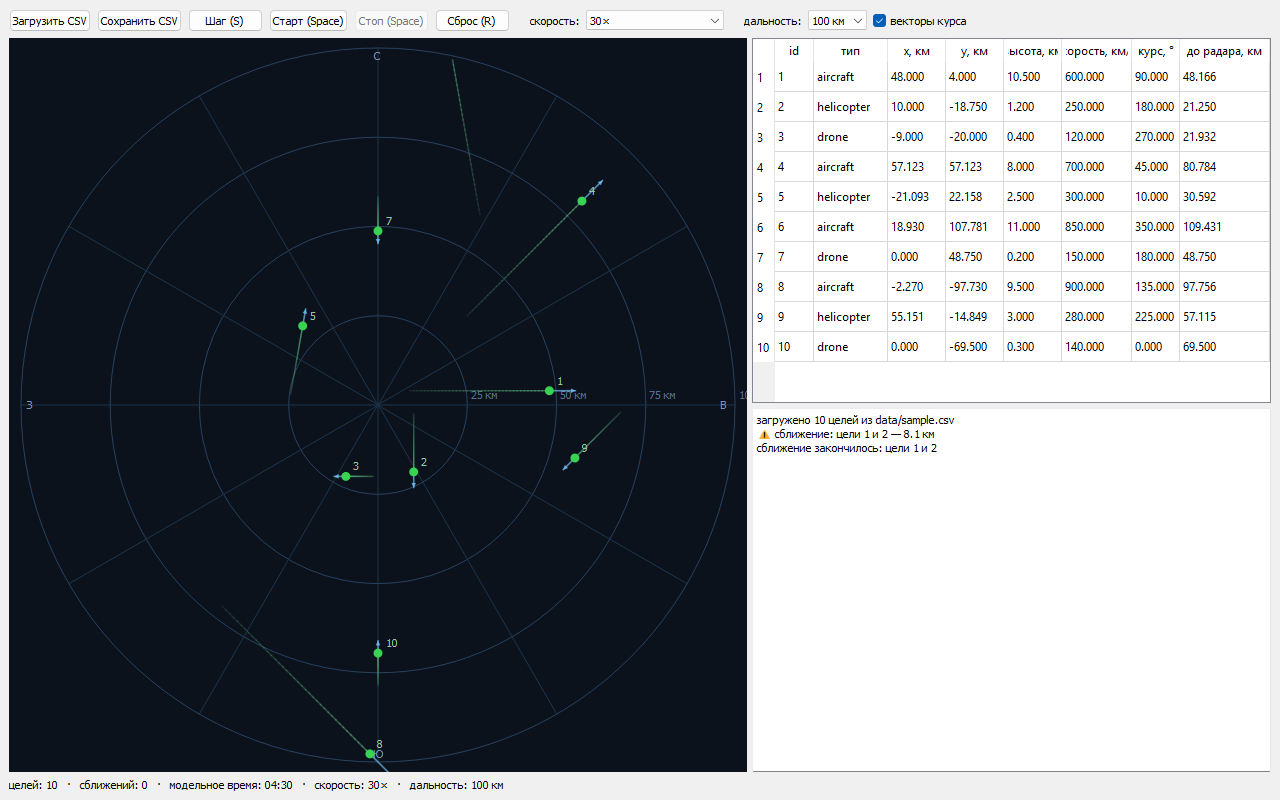 Загрузить CSV Сохранить CSV Шаг (S) Старт (Space) Стоп (Space) Сброс (R) скорость: 30× дальность: 100 км векторы курса
С
4
7
5
1
25 км 50 км 75 км 10
З В
9
2
3
10
8
Ю
id тип x, км y, км ысота, км орость, км/ курс, ° до радара, км
1 1 aircraft 48.000 4.000 10.500 600.000 90.000 48.166
2 2 helicopter 10.000 -18.750 1.200 250.000 180.000 21.250
3 3 drone -9.000 -20.000 0.400 120.000 270.000 21.932
4 4 aircraft 57.123 57.123 8.000 700.000 45.000 80.784
5 5 helicopter -21.093 22.158 2.500 300.000 10.000 30.592
6 6 aircraft 18.930 107.781 11.000 850.000 350.000 109.431
7 7 drone 0.000 48.750 0.200 150.000 180.000 48.750
8 8 aircraft -2.270 -97.730 9.500 900.000 135.000 97.756
9 9 helicopter 55.151 -14.849 3.000 280.000 225.000 57.115
10 10 drone 0.000 -69.500 0.300 140.000 0.000 69.500
загружено 10 целей из data/sample.csv
⚠ сближение: цели 1 и 2 — 8.1 км
сближение закончилось: цели 1 и 2
целей: 10 · сближений: 0 · модельное время: 04:30 · скорость: 30× · дальность: 100 км